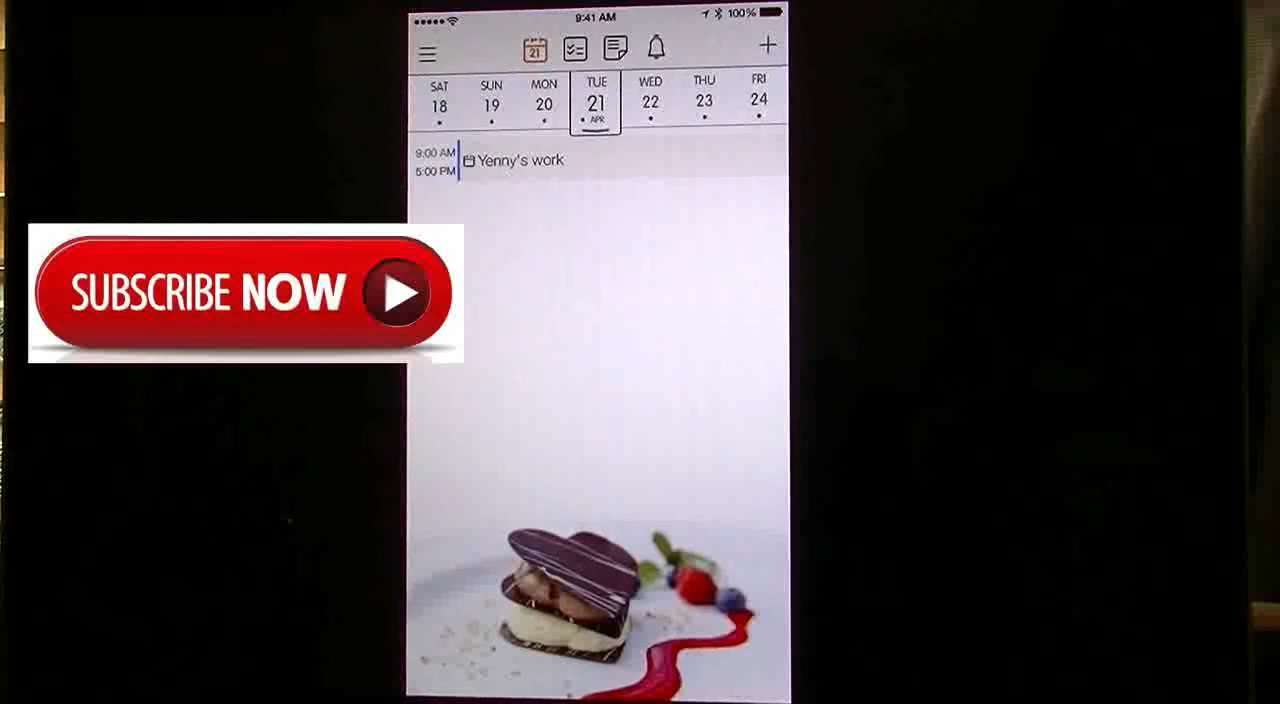 9:41 AM
100%
21
SAT SUN MON TUE WED THU FRI
18 19 20 21 22 23 24
APR
9:00 AM
5:00 PM
Yenny's work
SUBSCRIBE NOW